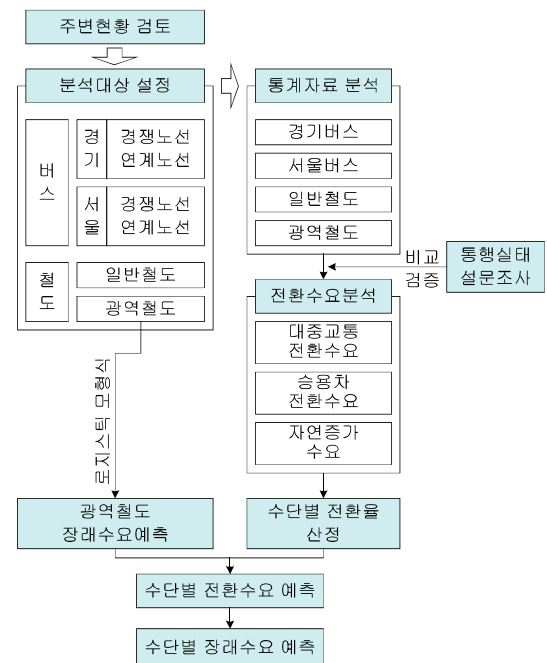 주변현황 검토
분석대상 설정
버스
경기
경쟁노선
연계노선
서울
경쟁노선
연계노선
철도
일반철도
광역철도
통계자료 분석
경기버스
서울버스
일반철도
광역철도
비교
검증
통행실태
설문조사
전환수요분석
대중교통
전환수요
승용차
전환수요
자연증가
수요
로지스틱 모형식
광역철도
장래수요예측
수단별 전환율
산정
수단별 전환수요 예측
수단별 장래수요 예측